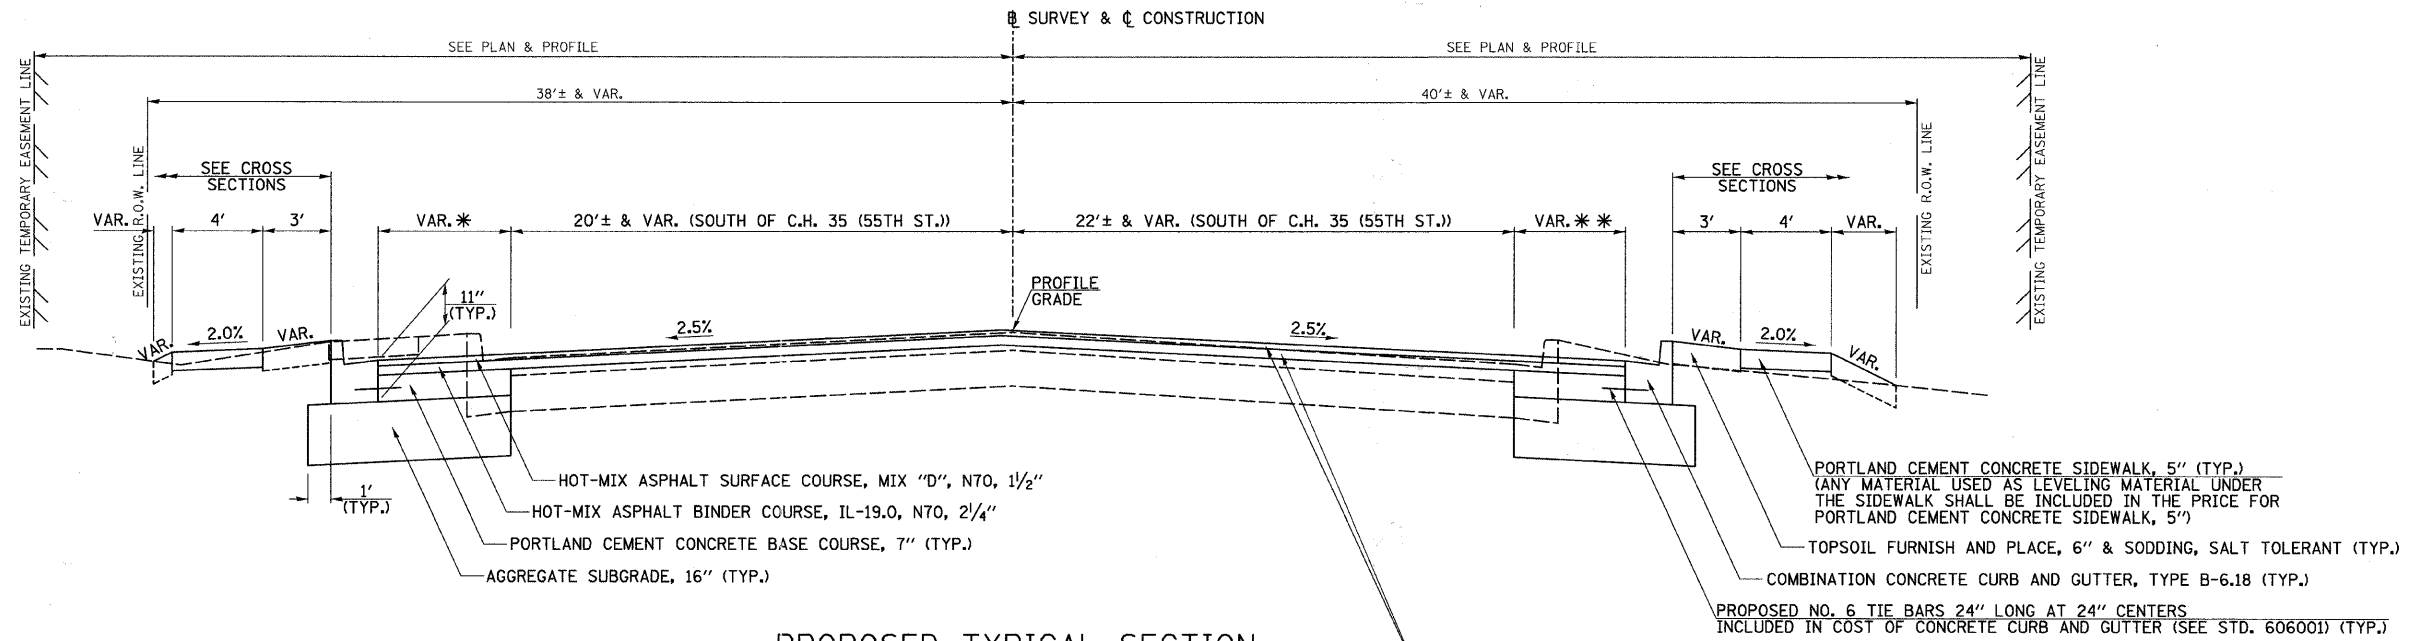 ℄ SURVEY & ℄ CONSTRUCTION
SEE PLAN & PROFILE
SEE PLAN & PROFILE
38'± & VAR.
40'± & VAR.
EXISTING TEMPORARY EASEMENT LINE
EXISTING R.O.W. LINE
EXISTING R.O.W. LINE
EXISTING TEMPORARY EASEMENT LINE
SEE CROSS
SECTIONS
SEE CROSS
SECTIONS
VAR.
4'
3'
VAR.*
20'± & VAR. (SOUTH OF C.H. 35 (55TH ST.))
22'± & VAR. (SOUTH OF C.H. 35 (55TH ST.))
VAR.* *
3'
4'
VAR.
PROFILE
GRADE
11"
(TYP.)
VAR.
2.0%
VAR.
2.5%
2.5%
VAR.
2.0%
VAR.
1'
(TYP.)
HOT-MIX ASPHALT SURFACE COURSE, MIX "D", N70, 1 1/2"
HOT-MIX ASPHALT BINDER COURSE, IL-19.0, N70, 2 1/4"
PORTLAND CEMENT CONCRETE BASE COURSE, 7" (TYP.)
AGGREGATE SUBGRADE, 16" (TYP.)
PORTLAND CEMENT CONCRETE SIDEWALK, 5" (TYP.)
(ANY MATERIAL USED AS LEVELING MATERIAL UNDER
THE SIDEWALK SHALL BE INCLUDED IN THE PRICE FOR
PORTLAND CEMENT CONCRETE SIDEWALK, 5")
TOPSOIL FURNISH AND PLACE, 6" & SODDING, SALT TOLERANT (TYP.)
COMBINATION CONCRETE CURB AND GUTTER, TYPE B-6.18 (TYP.)
PROPOSED NO. 6 TIE BARS 24" LONG AT 24" CENTERS
INCLUDED IN COST OF CONCRETE CURB AND GUTTER (SEE STD. 606001) (TYP.)
PROPOSED TYPICAL SECTION